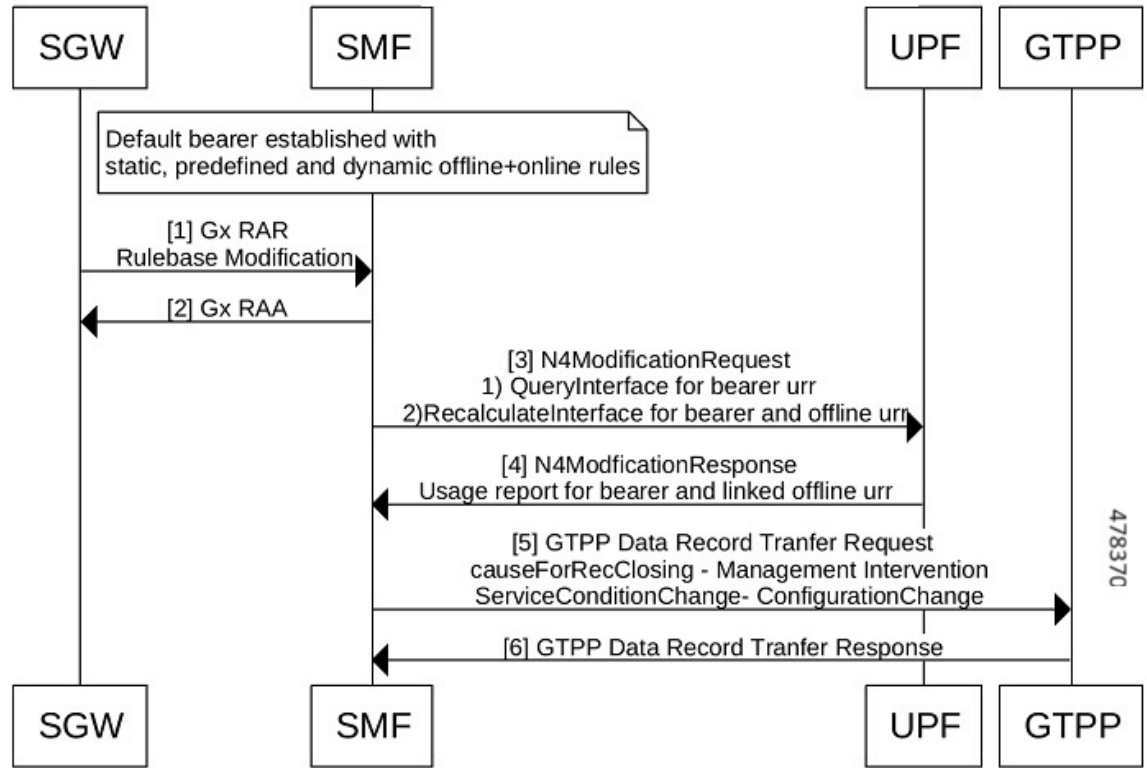 SGW
SMF
UPF
GTPP
Default bearer established with
static, predefined and dynamic offline+online rules
[1] Gx RAR
Rulebase Modification
[2] Gx RAA
[3] N4ModificationRequest
1) QueryInterface for bearer urr
2)RecalculateInterface for bearer and offline urr
[4] N4ModficationResponse
Usage report for bearer and linked offline urr
[5] GTPP Data Record Tranfer Request
causeForRecClosing - Management Intervention
ServiceConditionChange- ConfigurationChange
[6] GTPP Data Record Tranfer Response
478370
SGW
SMF
UPF
GTPP